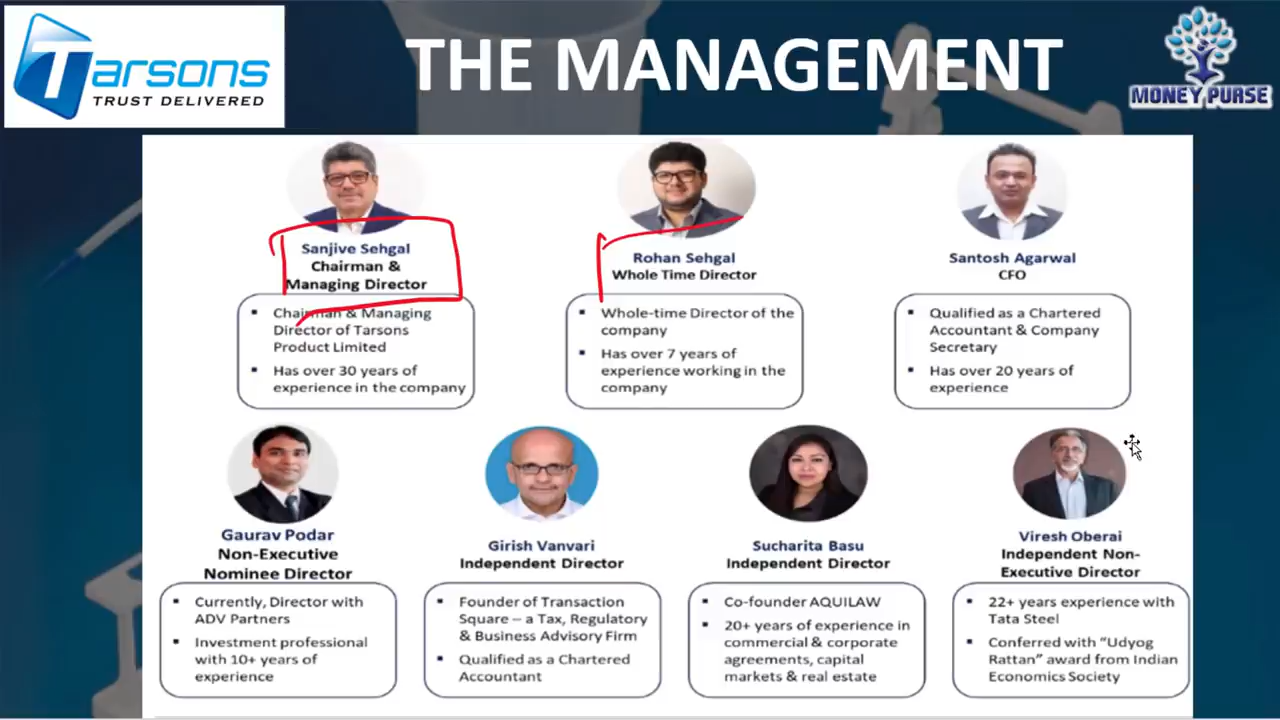 Tarsons
TRUST DELIVERED
THE MANAGEMENT
MONEY PURSE
Sanjive Sehgal
Chairman &
Managing Director
▪ Chairman & Managing
Director of Tarsons
Product Limited
▪ Has over 30 years of
experience in the company
Rohan Sehgal
Whole Time Director
▪ Whole-time Director of the
company
▪ Has over 7 years of
experience working in the
company
Santosh Agarwal
CFO
▪ Qualified as a Chartered
Accountant & Company
Secretary
▪ Has over 20 years of
experience
Gaurav Podar
Non-Executive
Nominee Director
▪ Currently, Director with
ADV Partners
▪ Investment professional
with 10+ years of
experience
Girish Vanvari
Independent Director
▪ Founder of Transaction
Square – a Tax, Regulatory
& Business Advisory Firm
▪ Qualified as a Chartered
Accountant
Sucharita Basu
Independent Director
▪ Co-founder AQUILAW
▪ 20+ years of experience in
commercial & corporate
agreements, capital
markets & real estate
Viresh Oberai
Independent Non-
Executive Director
▪ 22+ years experience with
Tata Steel
▪ Conferred with “Udyog
Rattan” award from Indian
Economics Society